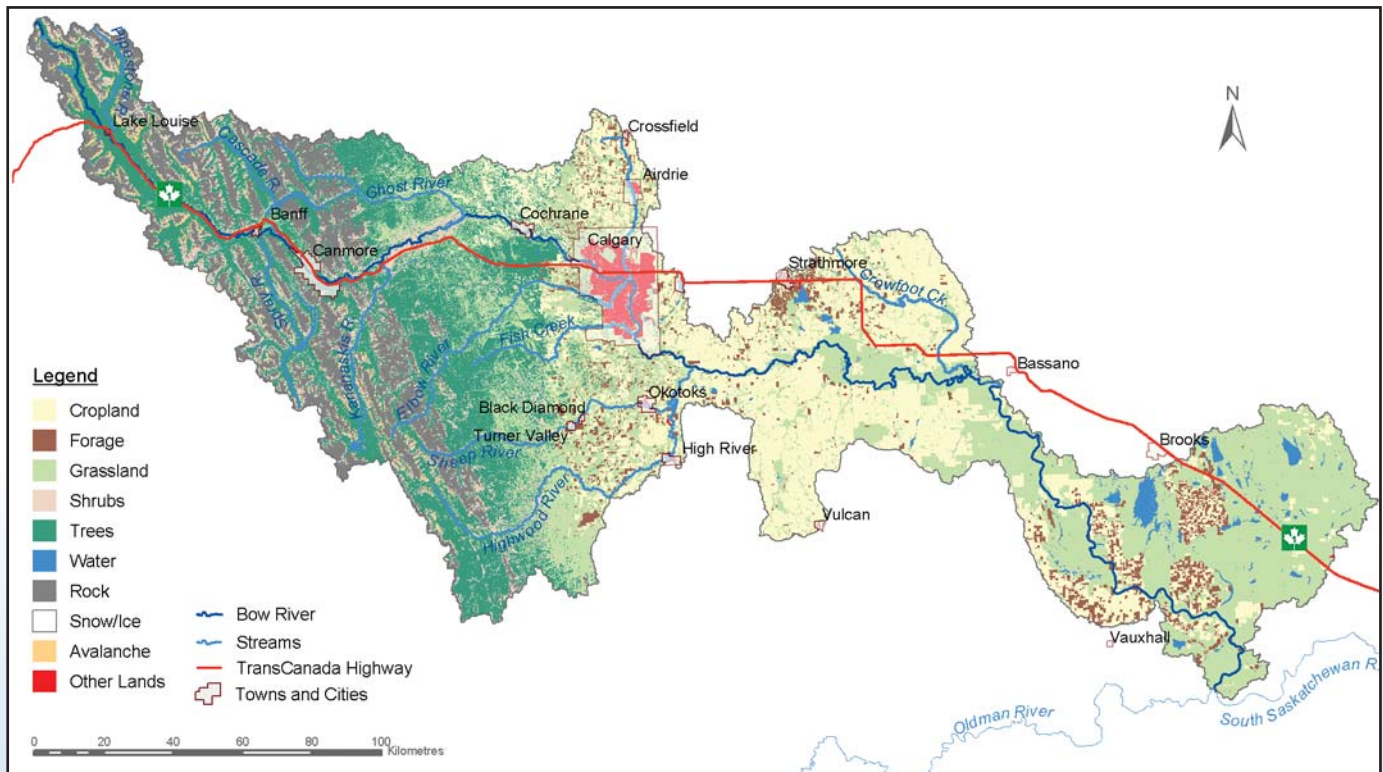 Pipestone R.
Lake Louise
Cascade R.
Ghost River
Banff
Canmore
Spray R.
Kananaskis R.
Crossfield
Airdrie
Cochrane
Calgary
Elbow River
Fish Creek
Black Diamond
Turner Valley
Sheep River
Okotoks
High River
Highwood River
Strathmore
Crowfoot Ck.
Bassano
Vulcan
Brooks
Vauxhall
Oldman River
South Saskatchewan R.
N
Legend
Cropland
Forage
Grassland
Shrubs
Trees
Water
Rock
Snow/Ice
Avalanche
Other Lands
Bow River
Streams
TransCanada Highway
Towns and Cities
0 20 40 60 80 100
Kilometres